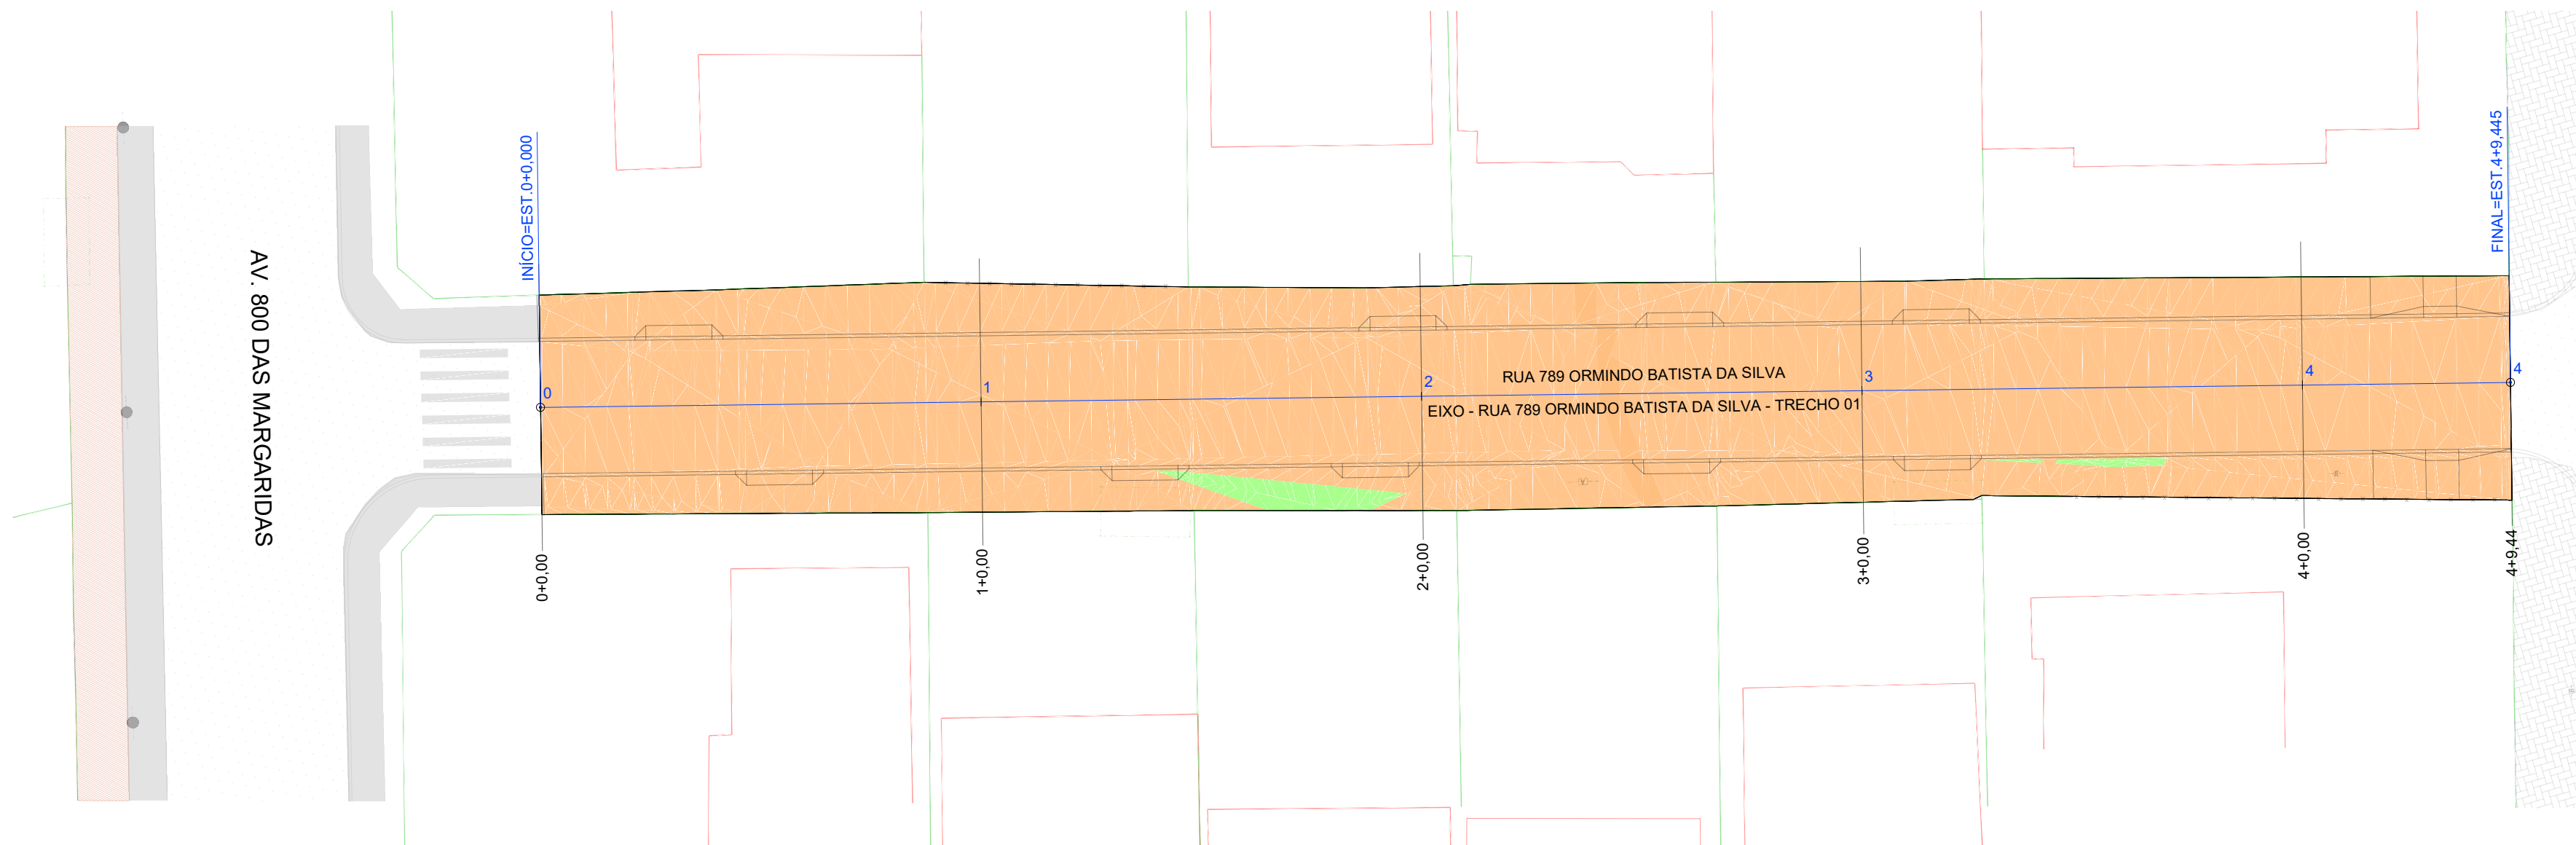 AV. 800 DAS MARGARIDAS
INÍCIO=EST.0+0,000
FINAL=EST.4+9,445
0
1
2
3
4
4
RUA 789 ORMINDO BATISTA DA SILVA
EIXO - RUA 789 ORMINDO BATISTA DA SILVA - TRECHO 01
0+0,00
1+0,00
2+0,00
3+0,00
4+0,00
4+9,44